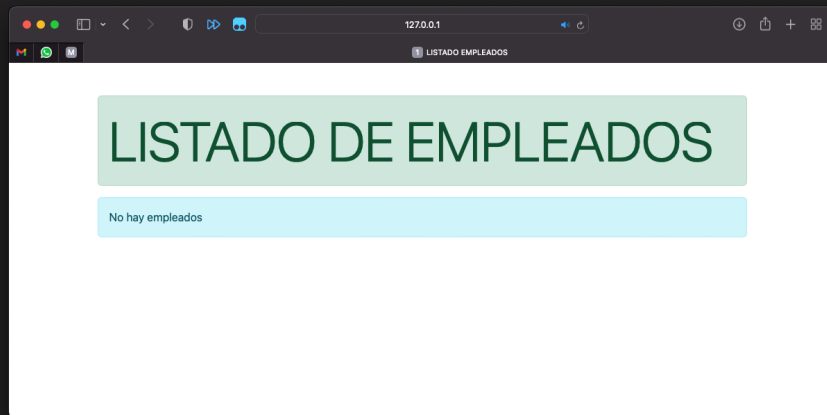 127.0.0.1
M
1 LISTADO EMPLEADOS
LISTADO DE EMPLEADOS
No hay empleados